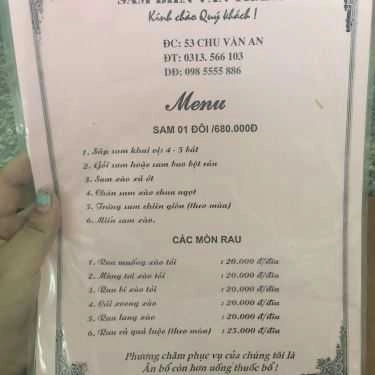 Kính chào Quý khách !
ĐC: 53 CHU VĂN AN
ĐT: 0313. 566 103
DĐ: 098 5555 886
Menu
SAM 01 ĐÔI /680.000Đ
1. Súp sam khai vị: 4 - 5 bát
2. Gỏi sam hoặc sam bao bột rán
3. Sam xào xả ớt
4. Chân sam xào chua ngọt
5. Trứng sam chiên giòn (theo mùa)
6. Miến sam xào.
CÁC MÓN RAU
1. Rau muống xào tỏi : 20.000 đ/đĩa
2. Mồng tơi xào tỏi : 20.000 đ/đĩa
3. Rau bí xào tỏi : 20.000 đ/đĩa
4. Cải xoong xào : 20.000 đ/đĩa
5. Rau lang xào : 20.000 đ/đĩa
6. Rau củ quả luộc (theo mùa) : 25.000 đ/đĩa
Phương châm phục vụ của chúng tôi là
Ăn bổ còn hơn uống thuốc bổ !